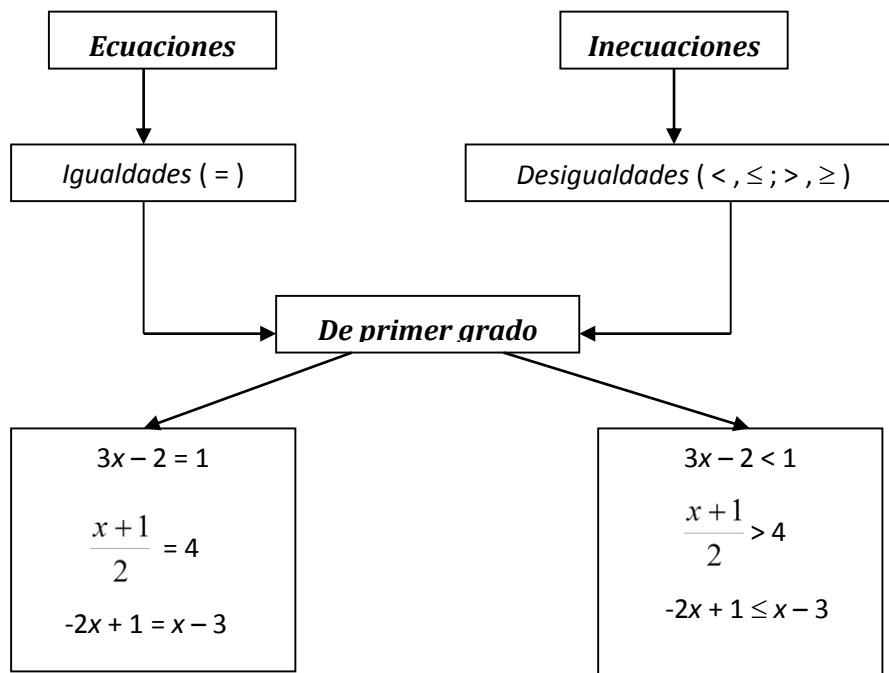 Ecuaciones
Inecuaciones
Igualdades ( = )
Desigualdades ( < , ≤ ; > , ≥ )
De primer grado
3x – 2 = 1
x + 1
2
= 4
-2x + 1 = x – 3
3x – 2 < 1
x + 1
2
> 4
-2x + 1 ≤ x – 3